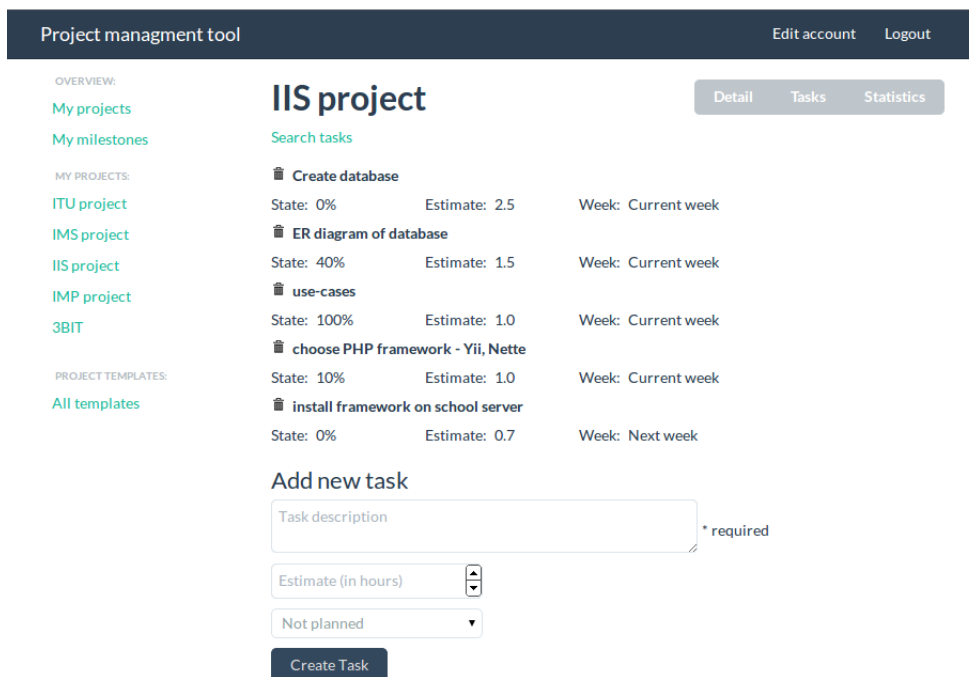 Project managment tool
Edit account Logout
OVERVIEW:
My projects
My milestones
MY PROJECTS:
ITU project
IMS project
IIS project
IMP project
3BIT
PROJECT TEMPLATES:
All templates
IIS project
Detail Tasks Statistics
Search tasks
Create database
State: 0% Estimate: 2.5 Week: Current week
ER diagram of database
State: 40% Estimate: 1.5 Week: Current week
use-cases
State: 100% Estimate: 1.0 Week: Current week
choose PHP framework - Yii, Nette
State: 10% Estimate: 1.0 Week: Current week
install framework on school server
State: 0% Estimate: 0.7 Week: Next week
Add new task
Task description
* required
Estimate (in hours)
Not planned
Create Task